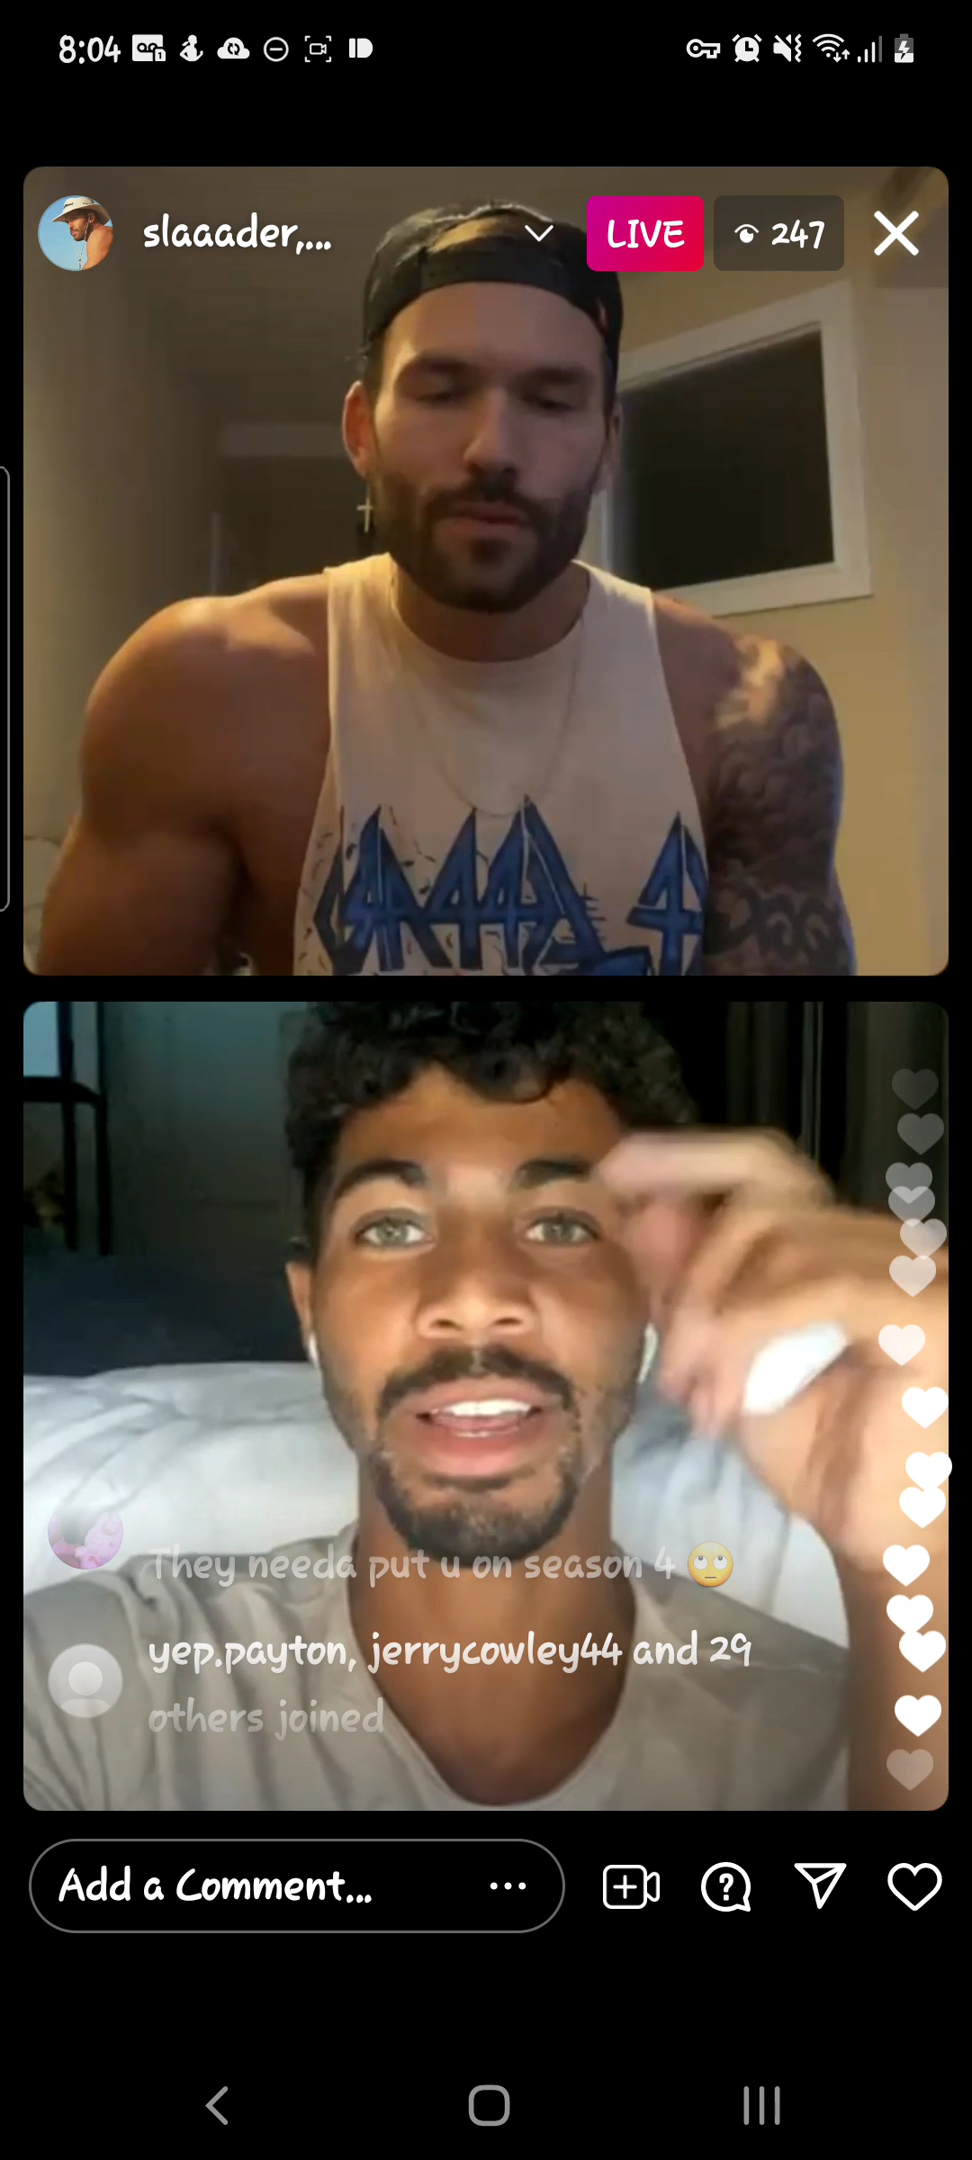 8:04
slaaader,...
LIVE
247
They needa put u on season 4 🙄
yep.payton, jerrycowley44 and 29
others joined
Add a Comment...